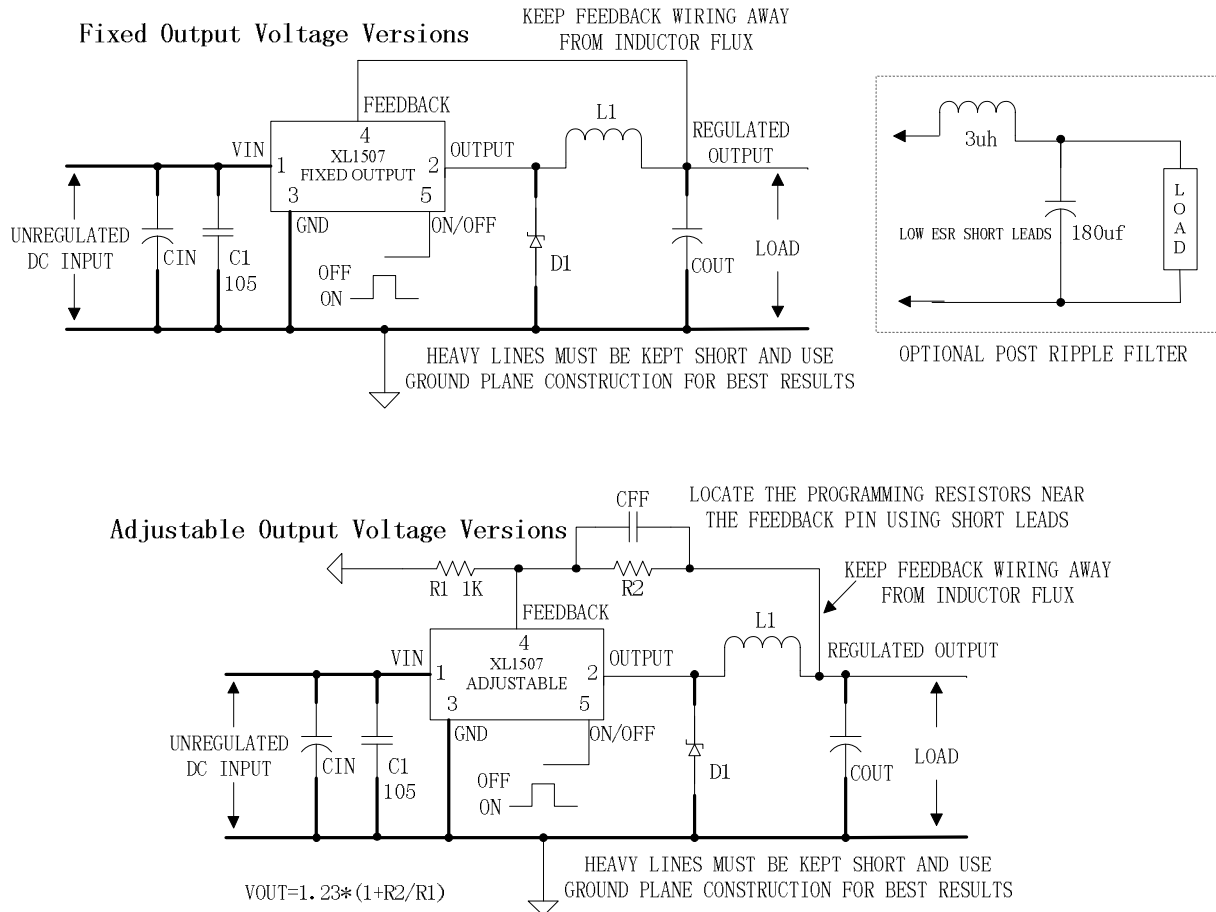 Fixed Output Voltage Versions
KEEP FEEDBACK WIRING AWAY
FROM INDUCTOR FLUX
FEEDBACK
4
XL1507
FIXED OUTPUT
1
2
3
5
VIN
OUTPUT
GND
ON/OFF
L1
REGULATED
OUTPUT
UNREGULATED
DC INPUT
CIN
C1
105
OFF
ON
D1
COUT
LOAD
HEAVY LINES MUST BE KEPT SHORT AND USE
GROUND PLANE CONSTRUCTION FOR BEST RESULTS
3uh
LOW ESR SHORT LEADS
180uf
LOAD
OPTIONAL POST RIPPLE FILTER
Adjustable Output Voltage Versions
CFF
LOCATE THE PROGRAMMING RESISTORS NEAR
THE FEEDBACK PIN USING SHORT LEADS
R1 1K
R2
KEEP FEEDBACK WIRING AWAY
FROM INDUCTOR FLUX
FEEDBACK
4
XL1507
ADJUSTABLE
1
2
3
5
VIN
OUTPUT
GND
ON/OFF
L1
REGULATED OUTPUT
UNREGULATED
DC INPUT
CIN
C1
105
OFF
ON
D1
COUT
LOAD
HEAVY LINES MUST BE KEPT SHORT AND USE
GROUND PLANE CONSTRUCTION FOR BEST RESULTS
VOUT=1.23*(1+R2/R1)